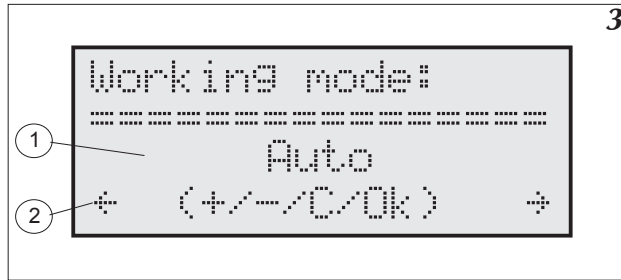 3
Working mode:
================
1
Auto
2
← (+/-/C/Ok) →